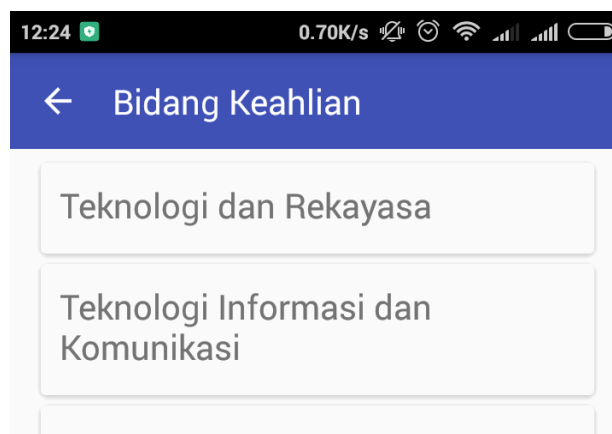 12:24 0.70K/s
Bidang Keahlian
Teknologi dan Rekayasa
Teknologi Informasi dan
Komunikasi